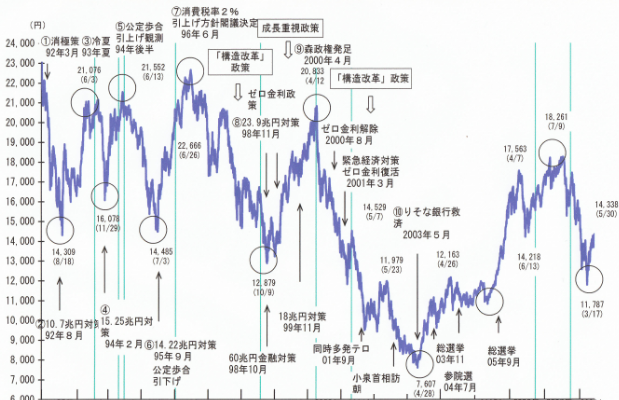 ⑦消費税率２％
引上げ方針閣議決定
96年６月
成長重視政策
⑤公定歩合
引上げ観測
94年後半
①消極策
92年３月
③冷夏
93年夏
⑨森政権発足
2000年４月
(円)
24,000
23,000
22,000
21,000
20,000
19,000
18,000
17,000
16,000
15,000
14,000
13,000
12,000
11,000
10,000
9,000
8,000
7,000
6,000
21,076
(6/3)
21,552
(6/13)
「構造改革」
政策
20,833
(4/12
「構造改革」政策
ゼロ金利政
策
⑧23.9兆円対策
98年11月
ゼロ金利解除
2000年８月
22,666
(6/26)
緊急経済対策
ゼロ金利復活
2001年３月
17,563
(4/7)
18,261
(7/9)
14,338
(5/30)
16,078
(11/29)
14,529
(5/7)
⑩りそな銀行救
済
2003年５月
14,309
(8/18)
14,485
(7/3)
12,879
(10/9)
11,979
(5/23)
12,163
(4/26)
14,218
(6/13)
11,787
(3/17)
②10.7兆円対策
92年８月
④
15.25兆円対
策
94年２月
⑥14.22兆円対策
95年９月
公定歩合
引下げ
18兆円対策
99年11月
60兆円金融対策
98年10月
同時多発テロ
01年9月
小泉首相訪
朝
7,607
(4/28)
総選挙
03年11
参院選
04年7月
総選挙
05年9月